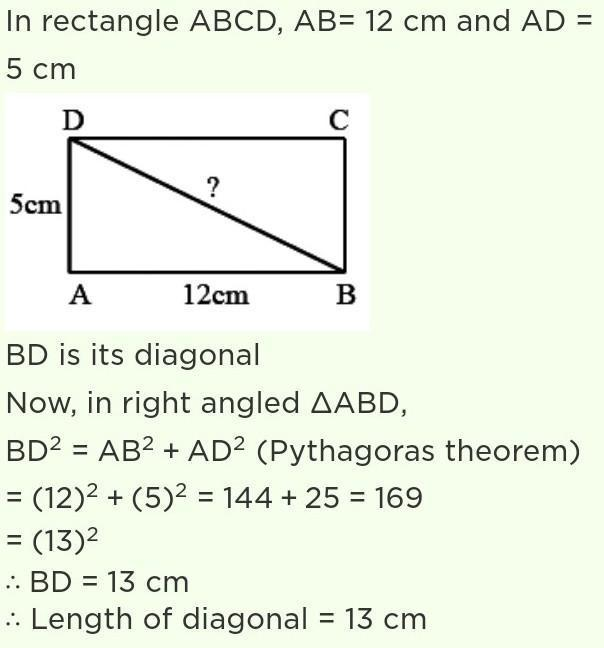 In rectangle ABCD, AB= 12 cm and AD =
5 cm
D C
?
5cm
A 12cm B
BD is its diagonal
Now, in right angled ΔABD,
BD² = AB² + AD² (Pythagoras theorem)
= (12)² + (5)² = 144 + 25 = 169
= (13)²
∴ BD = 13 cm
∴ Length of diagonal = 13 cm